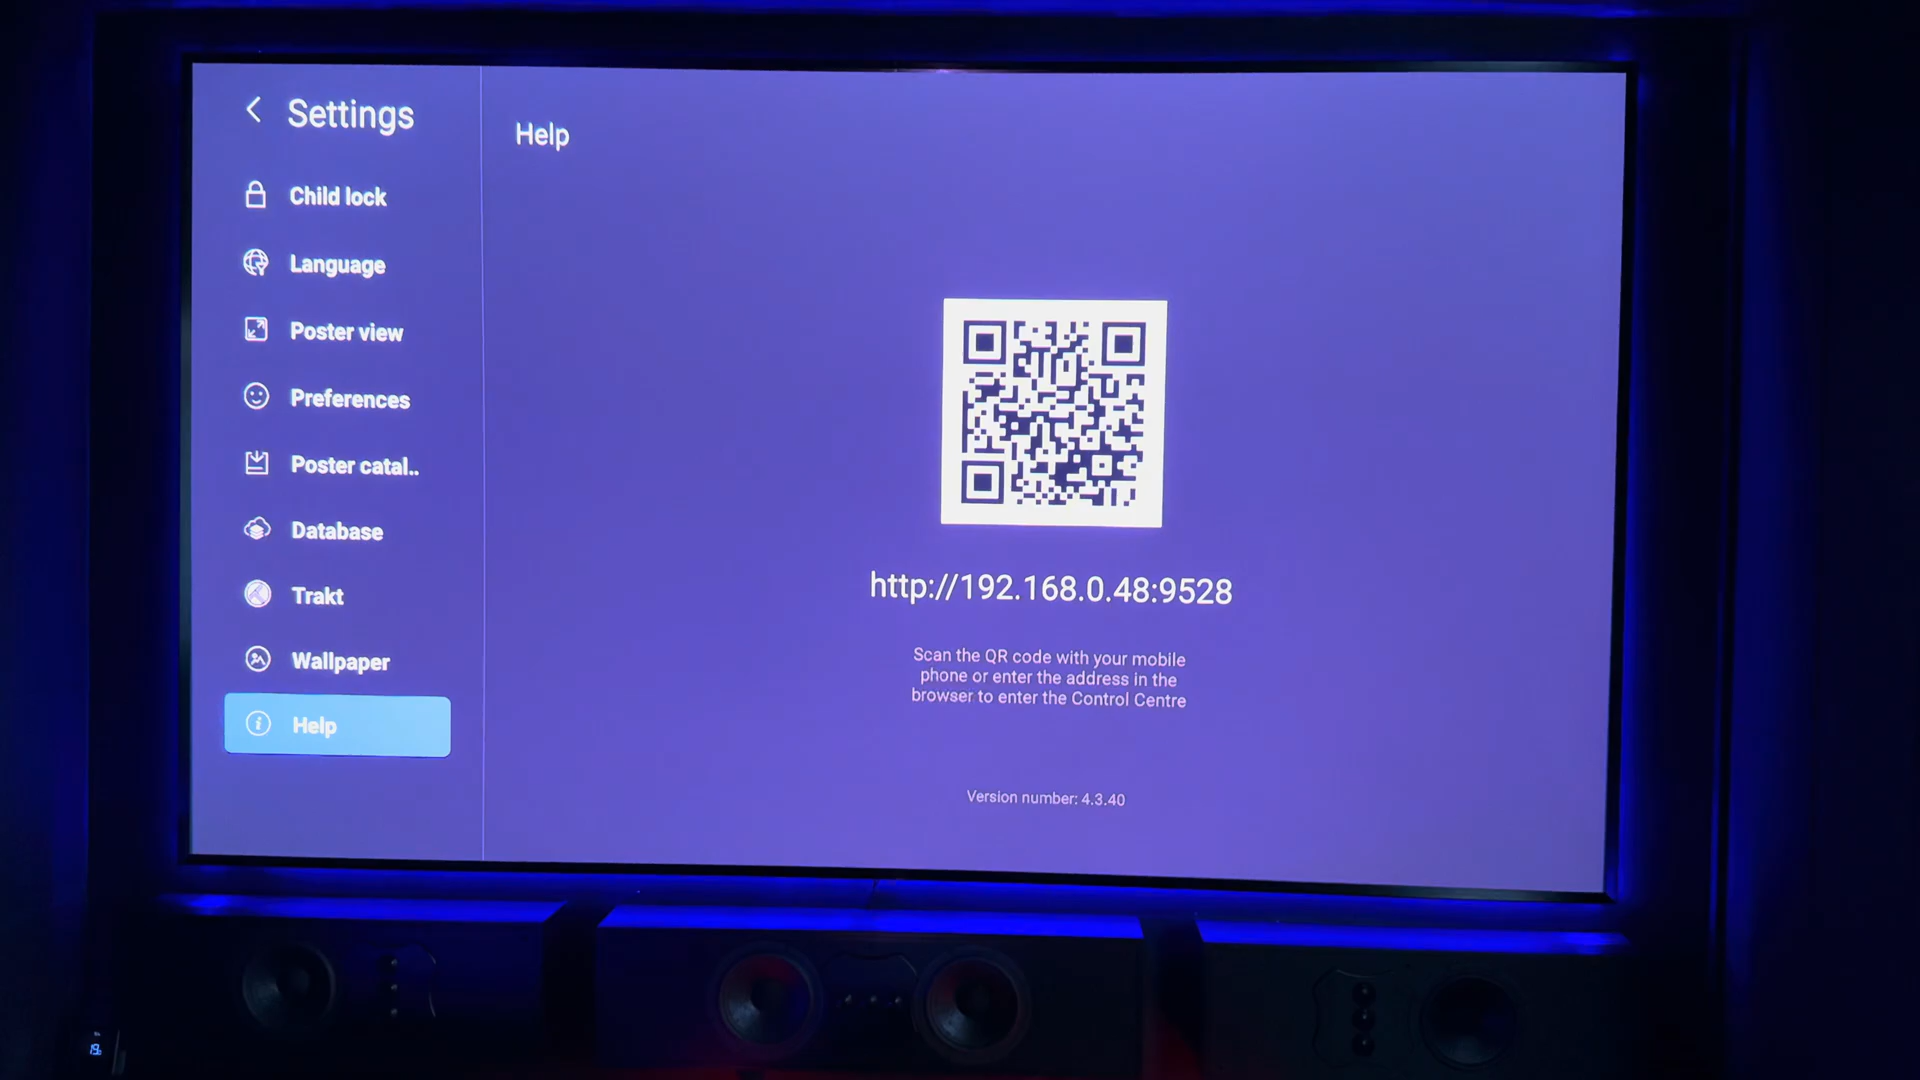 Settings
Child lock
Language
Poster view
Preferences
Poster catal..
Database
Trakt
Wallpaper
Help
Help
http://192.168.0.48:9528
Scan the QR code with your mobile
phone or enter the address in the
browser to enter the Control Centre
Version number: 4.3.40